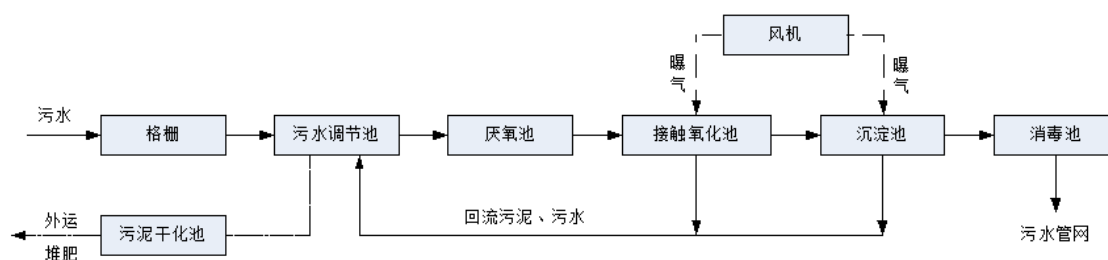 风机
曝气
曝气
污水
格栅
污水调节池
厌氧池
接触氧化池
沉淀池
消毒池
外运
堆肥
污泥干化池
回流污泥、污水
污水管网